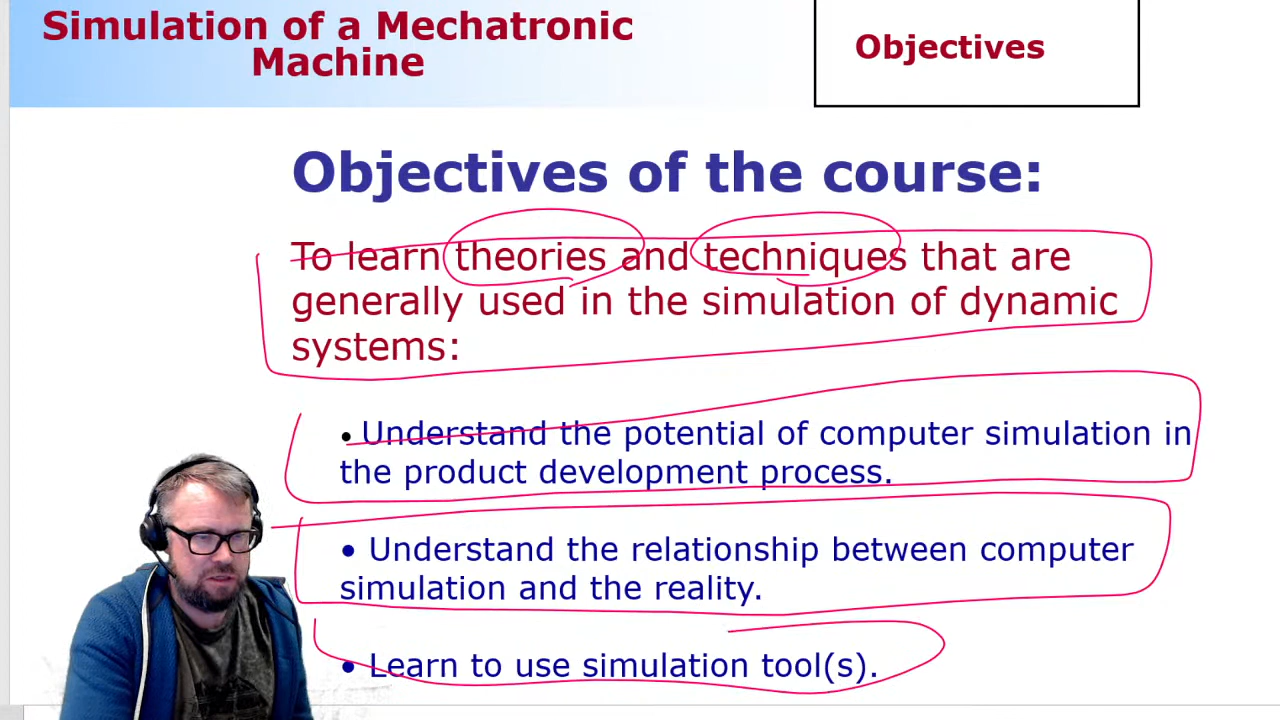 Simulation of a Mechatronic
Machine
Objectives
Objectives of the course:
To learn theories and techniques that are
generally used in the simulation of dynamic
systems:
• Understand the potential of computer simulation in
the product development process.
• Understand the relationship between computer
simulation and the reality.
• Learn to use simulation tool(s).